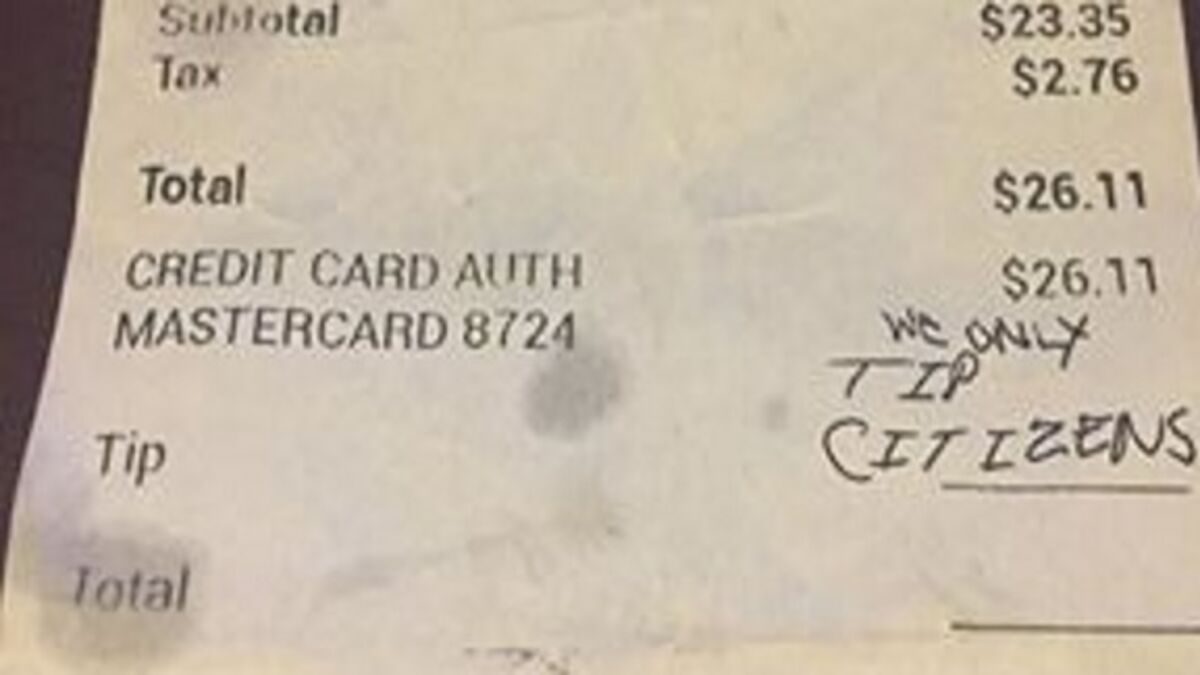 Subtotal $23.35
Tax $2.76
Total $26.11
CREDIT CARD AUTH $26.11
MASTERCARD 8724
WE ONLY
TIP
CITIZENS
Tip
Total